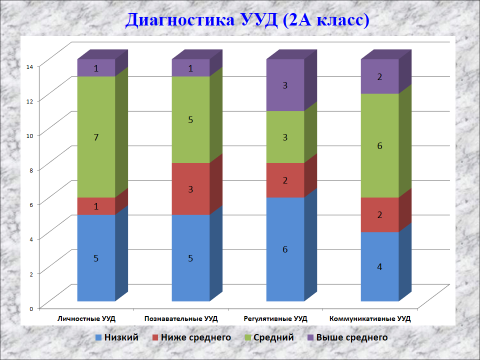 Диагностика УУД (2А класс)
14
12
10
8
6
4
2
0
1 1 3 2
7 5 3 6
1 3 2 2
5 5 6 4
Личностные УУД Познавательные УУД Регулятивные УУД Коммуникативные УУД
Низкий Ниже среднего Средний Выше среднего